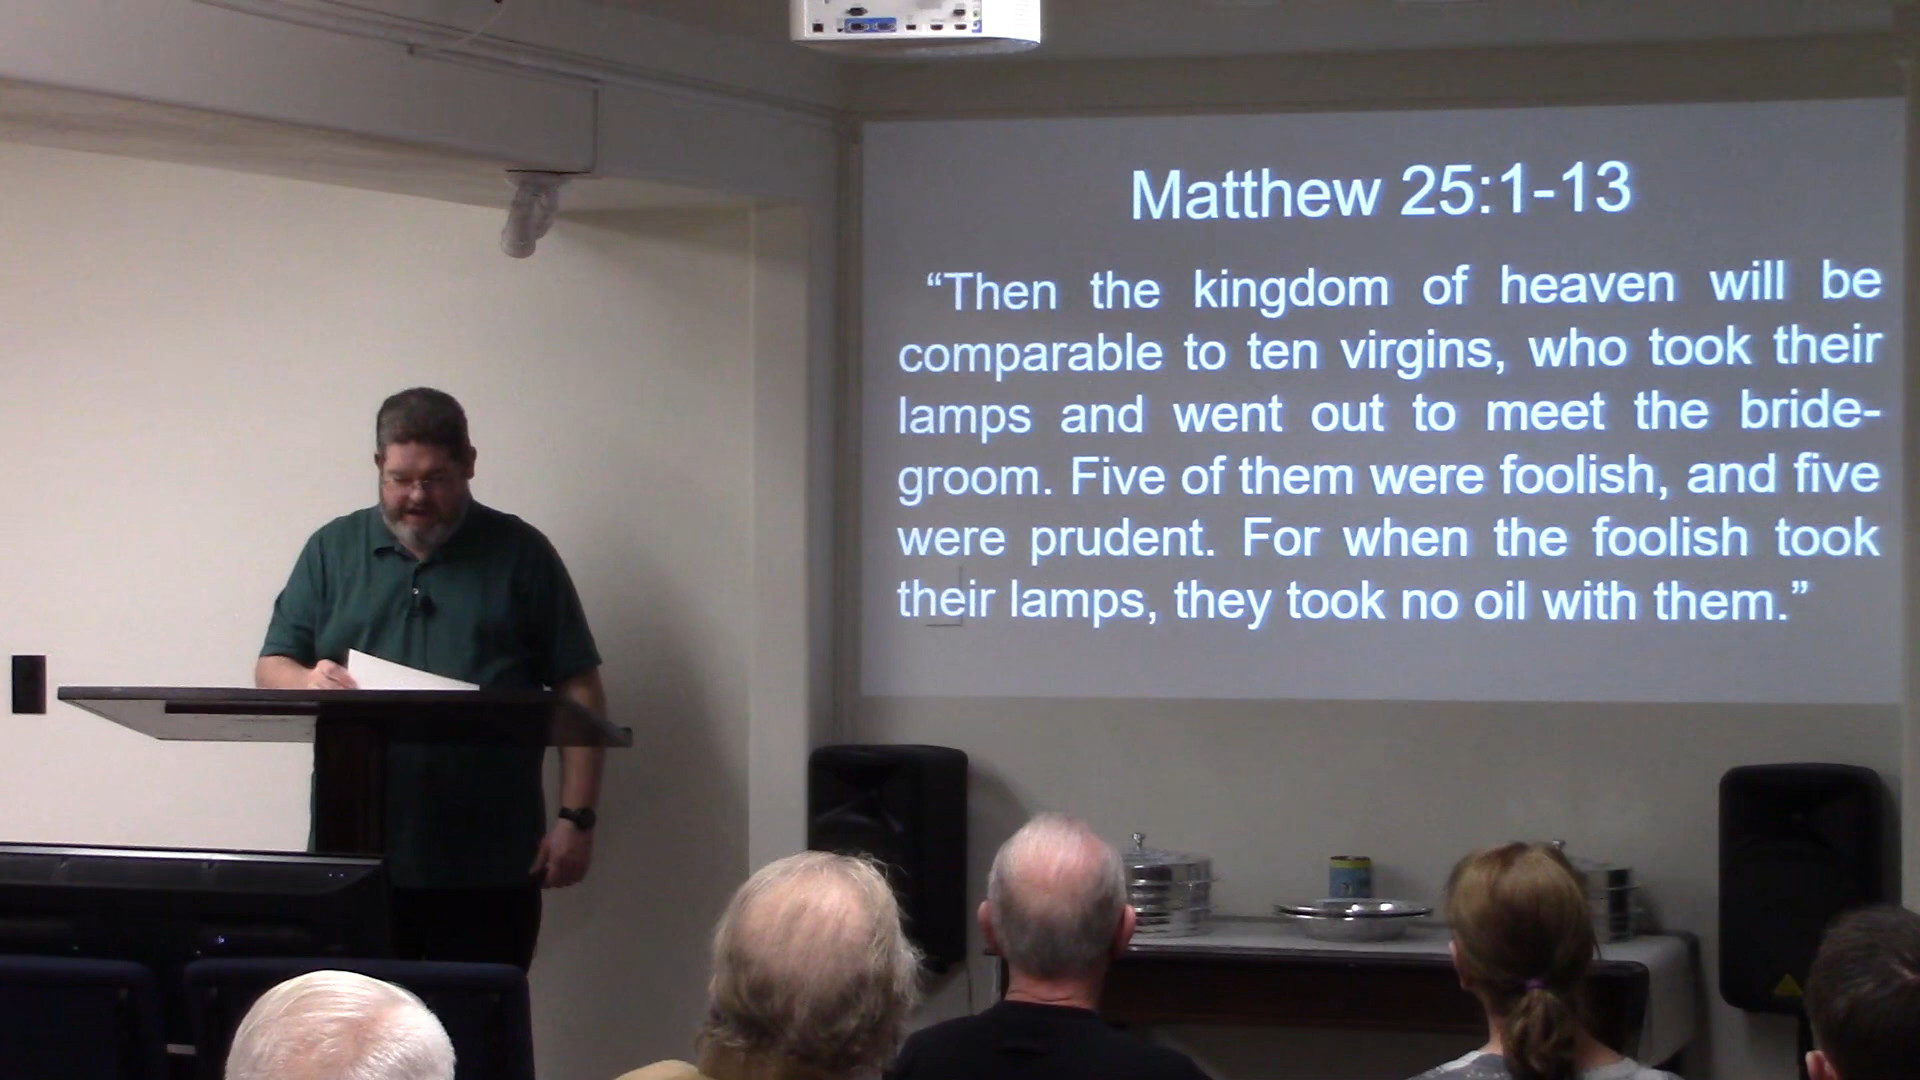 Matthew 25:1-13
“Then the kingdom of heaven will be
comparable to ten virgins, who took their
lamps and went out to meet the bride-
groom. Five of them were foolish, and five
were prudent. For when the foolish took
their lamps, they took no oil with them.”